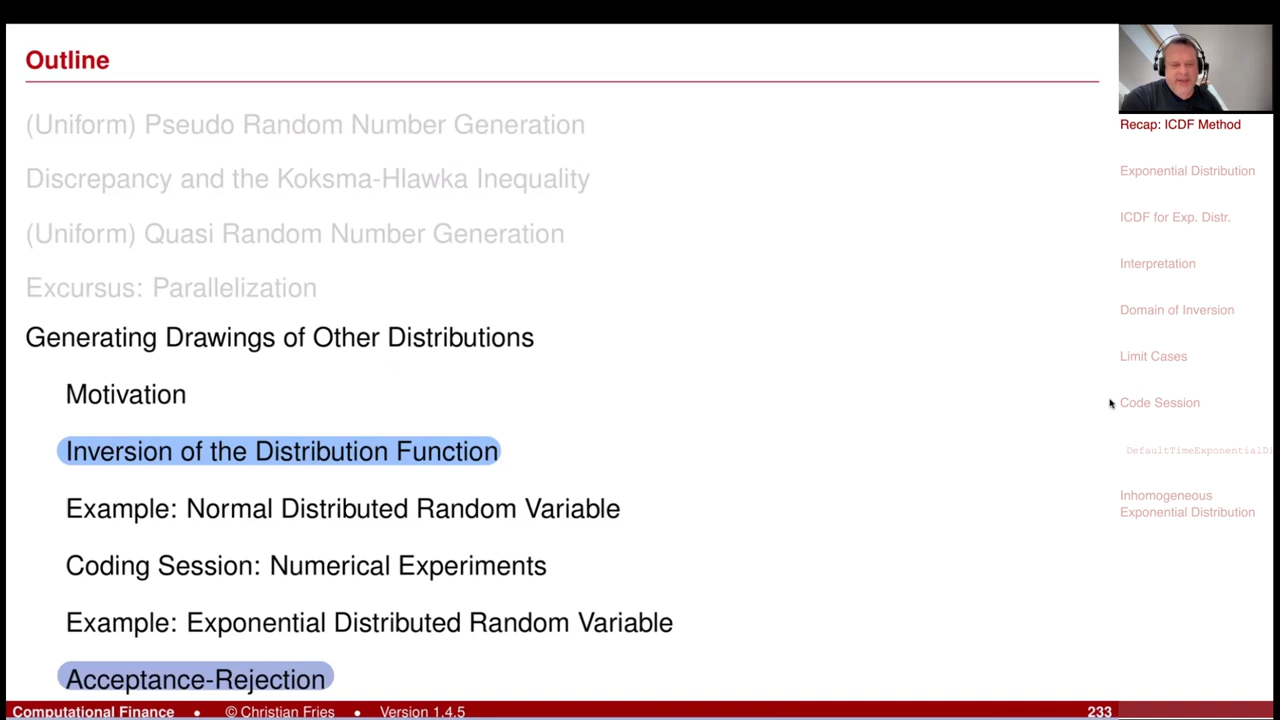 Outline
(Uniform) Pseudo Random Number Generation
Discrepancy and the Koksma-Hlawka Inequality
(Uniform) Quasi Random Number Generation
Excursus: Parallelization
Generating Drawings of Other Distributions
Motivation
Inversion of the Distribution Function
Example: Normal Distributed Random Variable
Coding Session: Numerical Experiments
Example: Exponential Distributed Random Variable
Acceptance-Rejection
Recap: ICDF Method
Exponential Distribution
ICDF for Exp. Distr.
Interpretation
Domain of Inversion
Limit Cases
Code Session
DefaultTimeExponentialDi
Inhomogeneous
Exponential Distribution
Computational Finance • © Christian Fries • Version 1.4.5 233